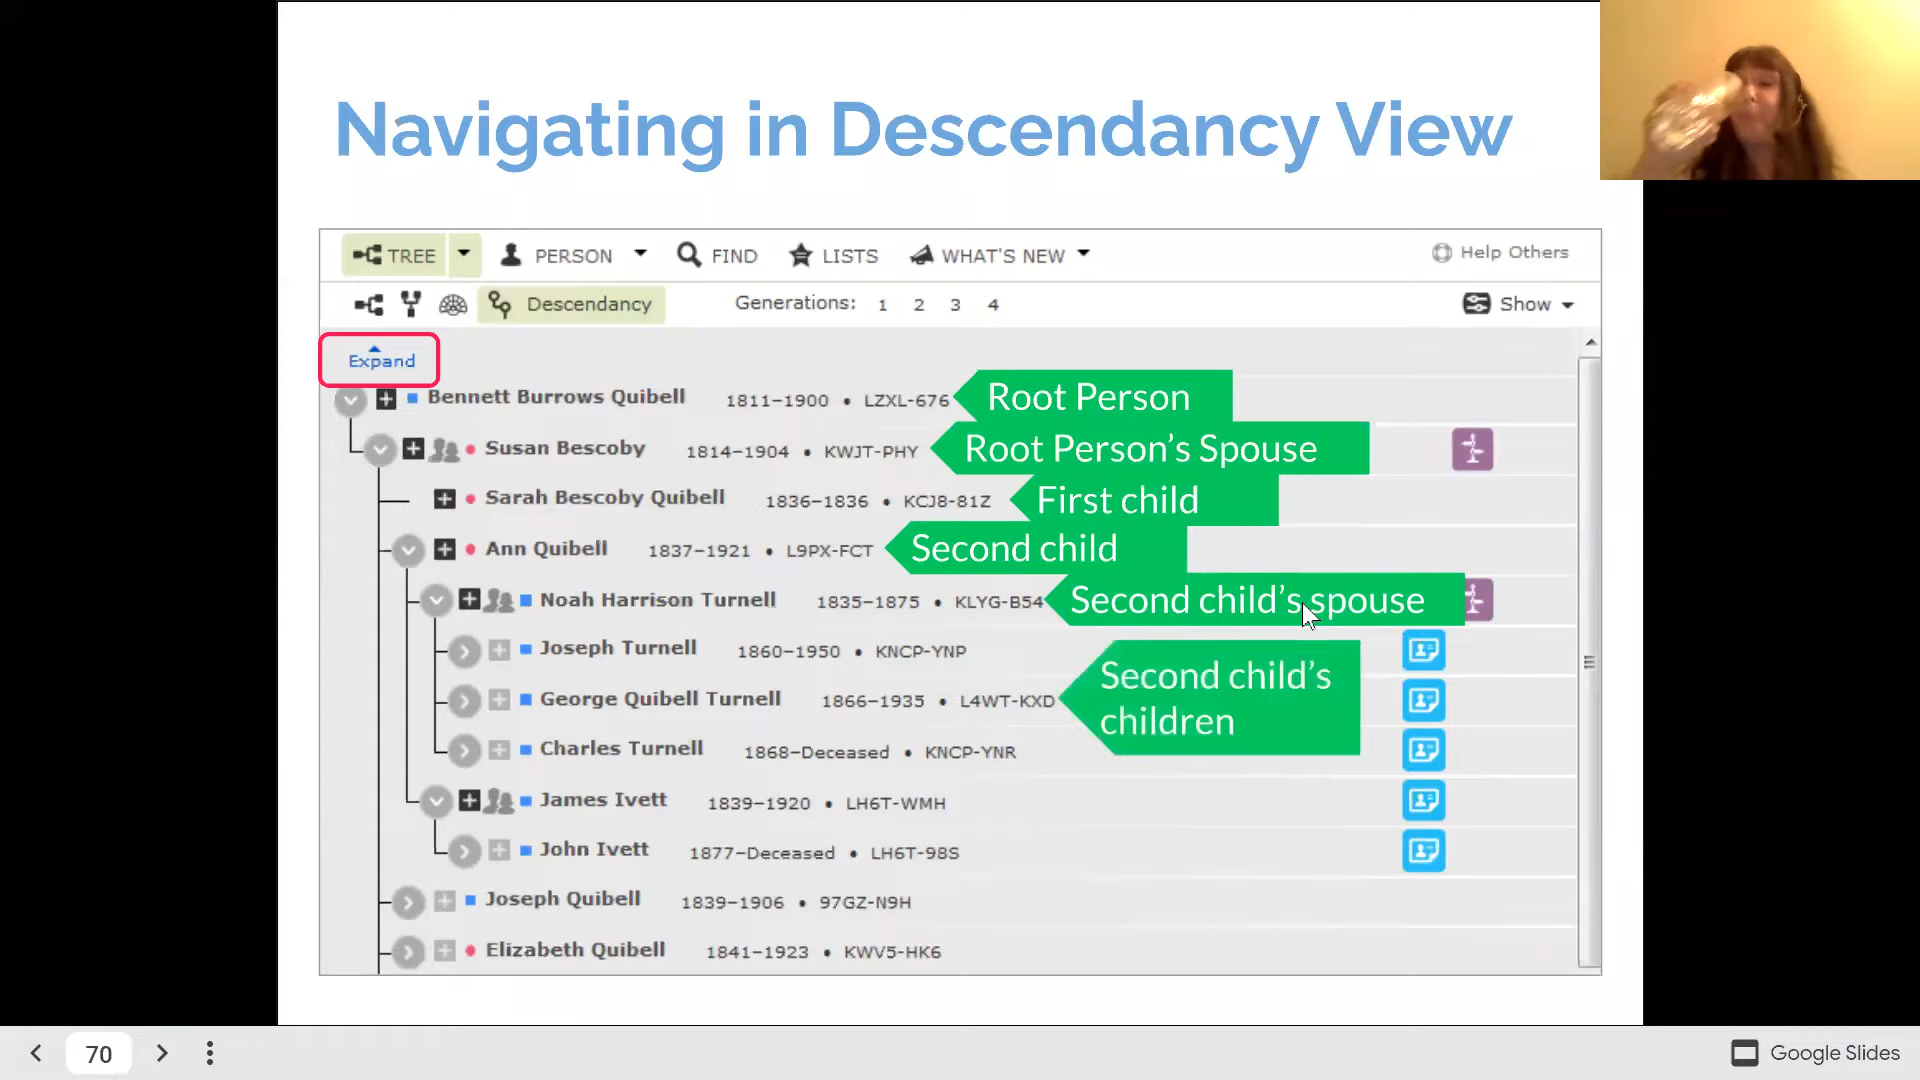 Navigating in Descendancy View
TREE PERSON FIND LISTS WHAT'S NEW Help Others
Descendancy Generations: 1 2 3 4 Show
Expand
Bennett Burrows Quibell 1811–1900 • LZXL-676 Root Person
Susan Bescoby 1814–1904 • KWJT-PHY Root Person’s Spouse
Sarah Bescoby Quibell 1836–1836 • KCJ8-81Z First child
Ann Quibell 1837–1921 • L9PX-FCT Second child
Noah Harrison Turnell 1835–1875 • KLYG-B54 Second child’s spouse
Joseph Turnell 1860–1950 • KNCP-YNP
Second child’s
George Quibell Turnell 1866–1935 • L4WT-KXD
children
Charles Turnell 1868–Deceased • KNCP-YNR
James Ivett 1839–1920 • LH6T-WMH
John Ivett 1877–Deceased • LH6T-98S
Joseph Quibell 1839–1906 • 97GZ-N9H
Elizabeth Quibell 1841–1923 • KWV5-HK6
70 Google Slides